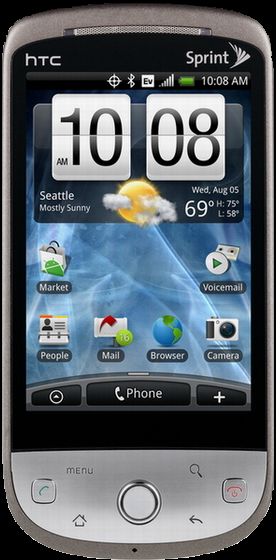 hTC Sprint
Ev 10:08 AM
10 08
AM
Seattle
Mostly Sunny
Wed, Aug 05
69° H: 75°
L: 58°
Market Voicemail
16
People Mail Browser Camera
Phone +
MENU